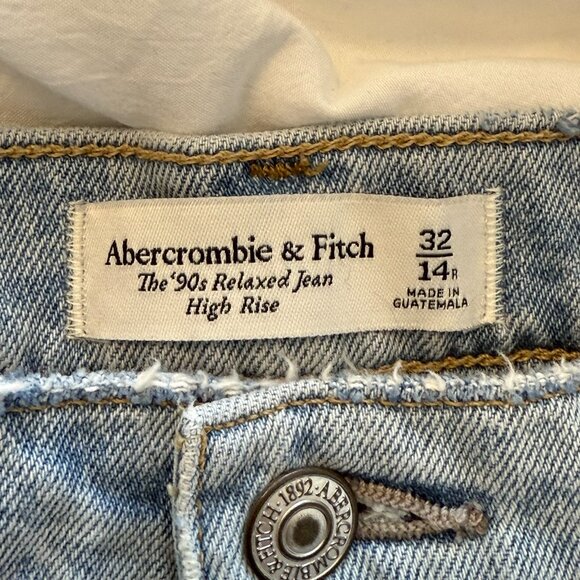 Abercrombie & Fitch
The '90s Relaxed Jean
High Rise
32
14R
MADE IN
GUATEMALA
ABERCROMBIE & FITCH · 1892 ·